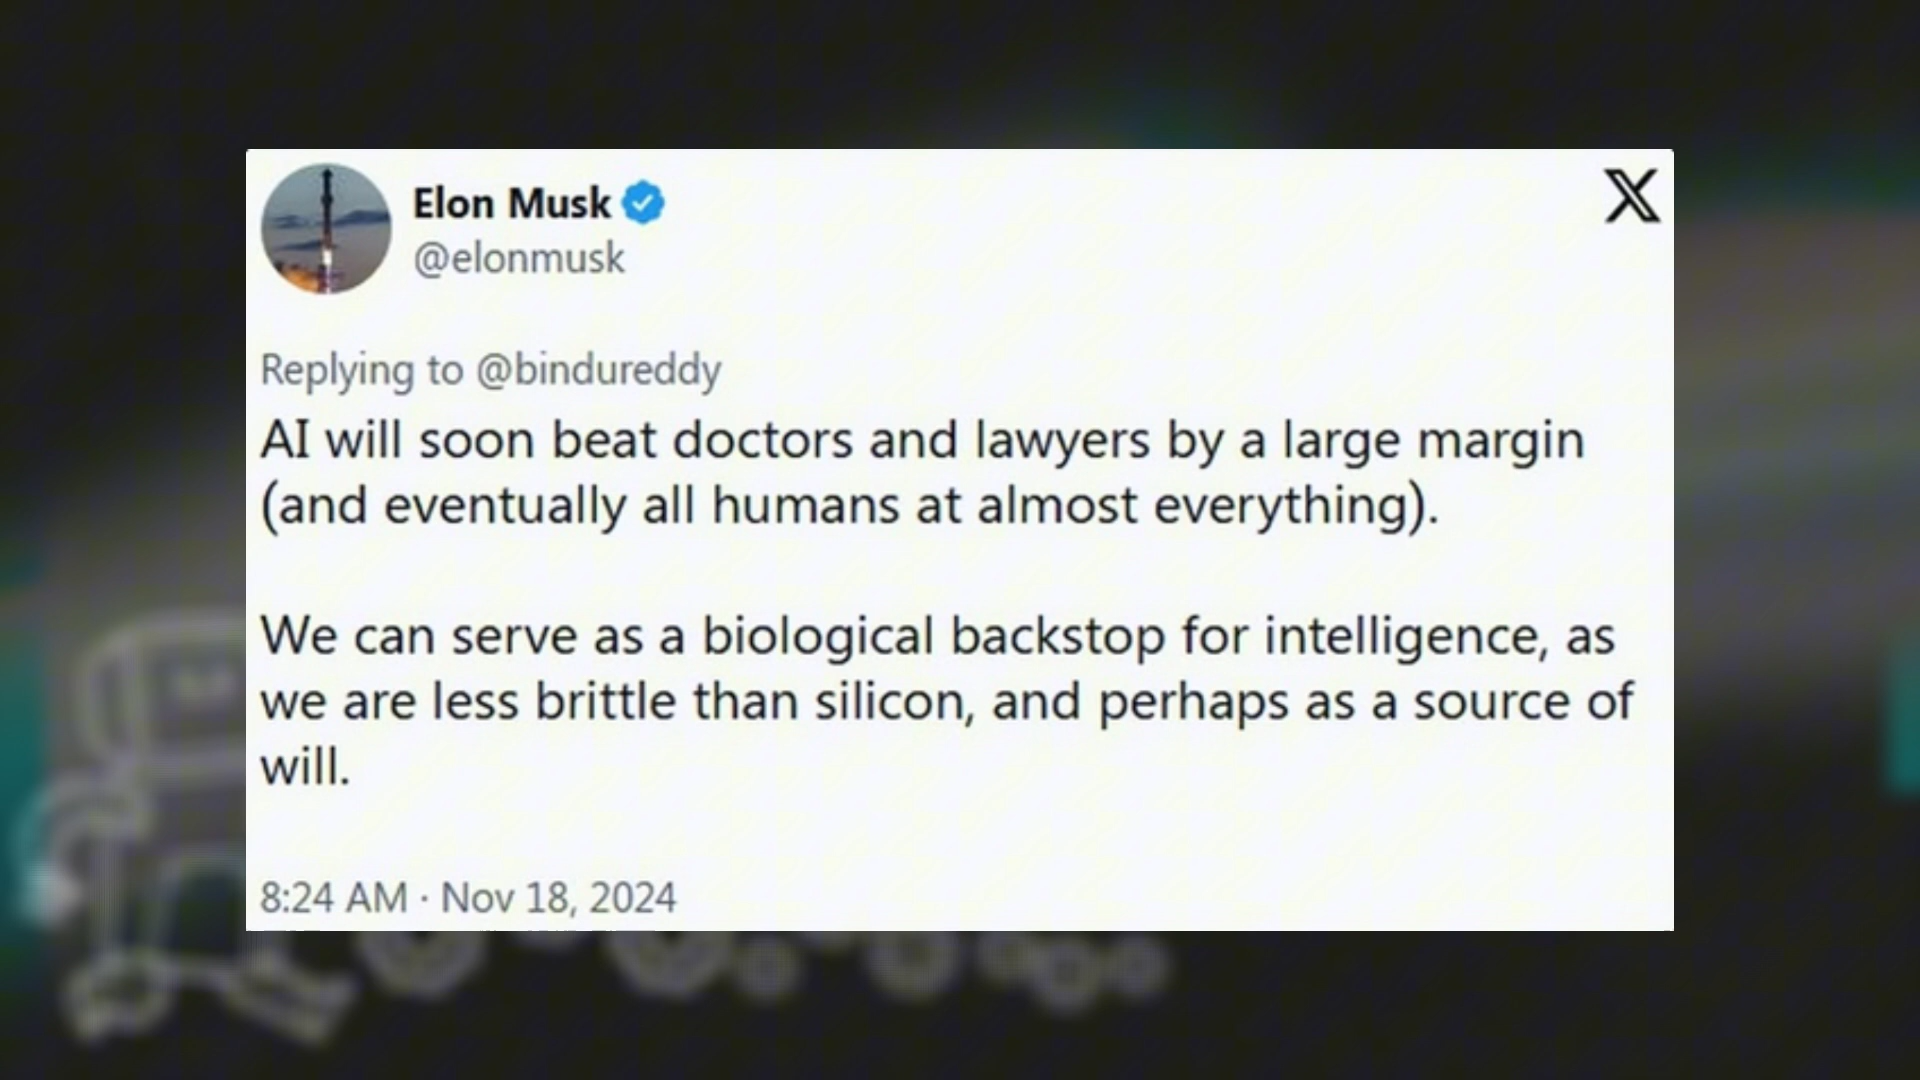 Elon Musk
@elonmusk
X
Replying to @bindureddy
AI will soon beat doctors and lawyers by a large margin
(and eventually all humans at almost everything).
We can serve as a biological backstop for intelligence, as
we are less brittle than silicon, and perhaps as a source of
will.
8:24 AM · Nov 18, 2024